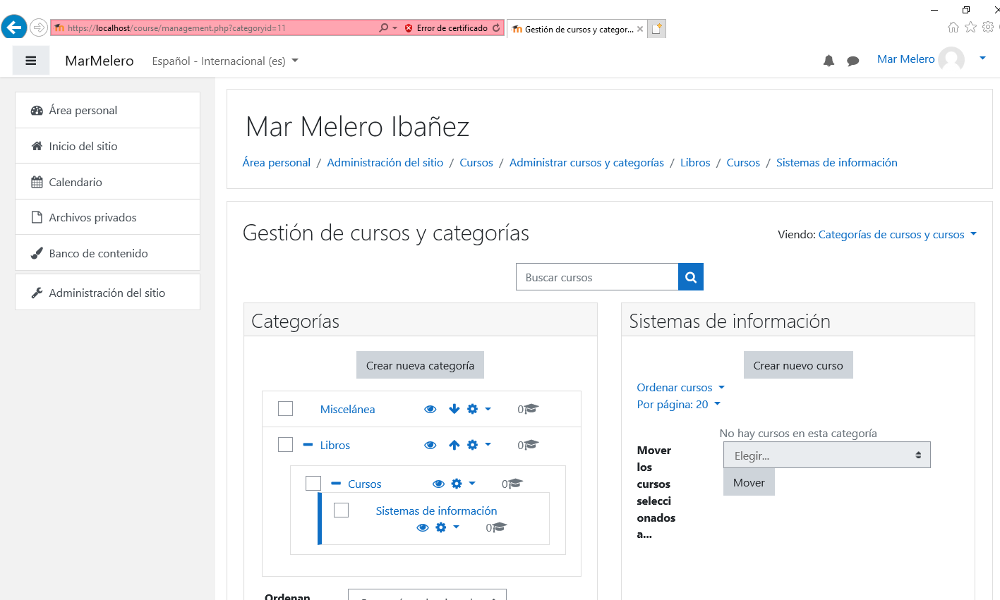 https://localhost/course/management.php?categoryid=11
Error de certificado
Gestión de cursos y categor...
MarMelero
Español - Internacional (es)
Mar Melero
Área personal
Inicio del sitio
Calendario
Archivos privados
Banco de contenido
Administración del sitio
Mar Melero Ibañez
Área personal / Administración del sitio / Cursos / Administrar cursos y categorías / Libros / Cursos / Sistemas de información
Gestión de cursos y categorías
Viendo: Categorías de cursos y cursos
Buscar cursos
Categorías
Crear nueva categoría
Miscelánea
0
Libros
0
Cursos
0
Sistemas de información
0
Sistemas de información
Crear nuevo curso
Ordenar cursos
Por página: 20
No hay cursos en esta categoría
Mover
los
cursos
selecci
onados
a...
Elegir...
Mover
Ordenan